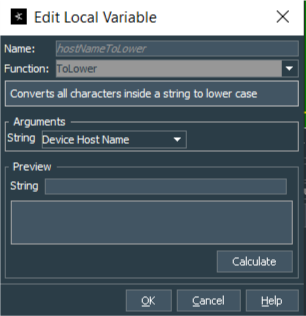 Edit Local Variable
Name: hostNameToLower
Function: ToLower
Converts all characters inside a string to lower case
Arguments
String Device Host Name
Preview
String
Calculate
OK Cancel Help